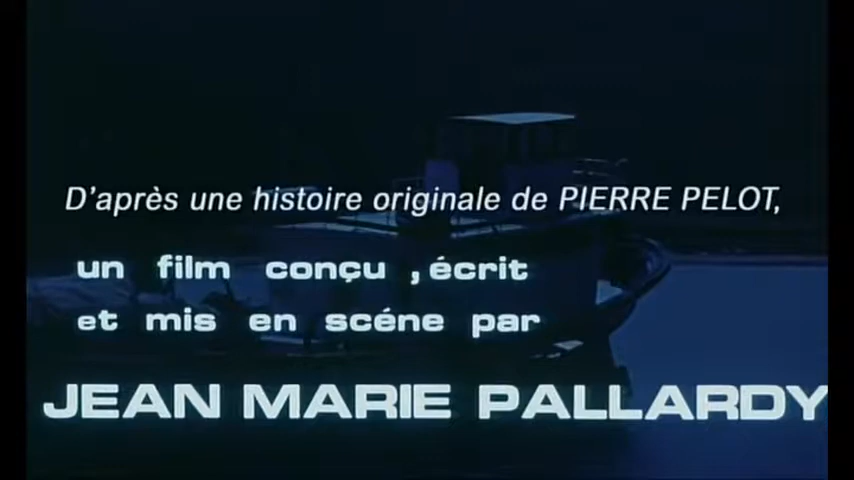 D'après une histoire originale de PIERRE PELOT,
un film conçu , écrit
et mis en scéne par
JEAN MARIE PALLARDY